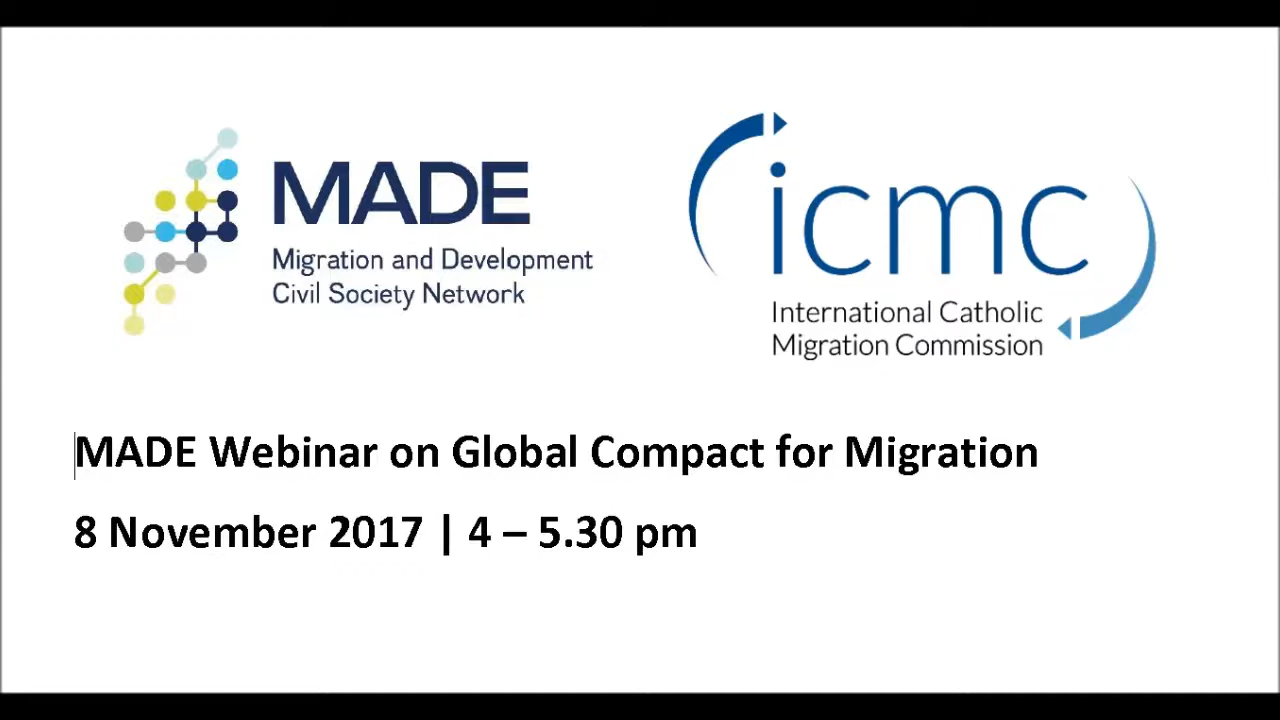 MADE
Migration and Development
Civil Society Network
icmc
International Catholic
Migration Commission
MADE Webinar on Global Compact for Migration
8 November 2017 | 4 – 5.30 pm